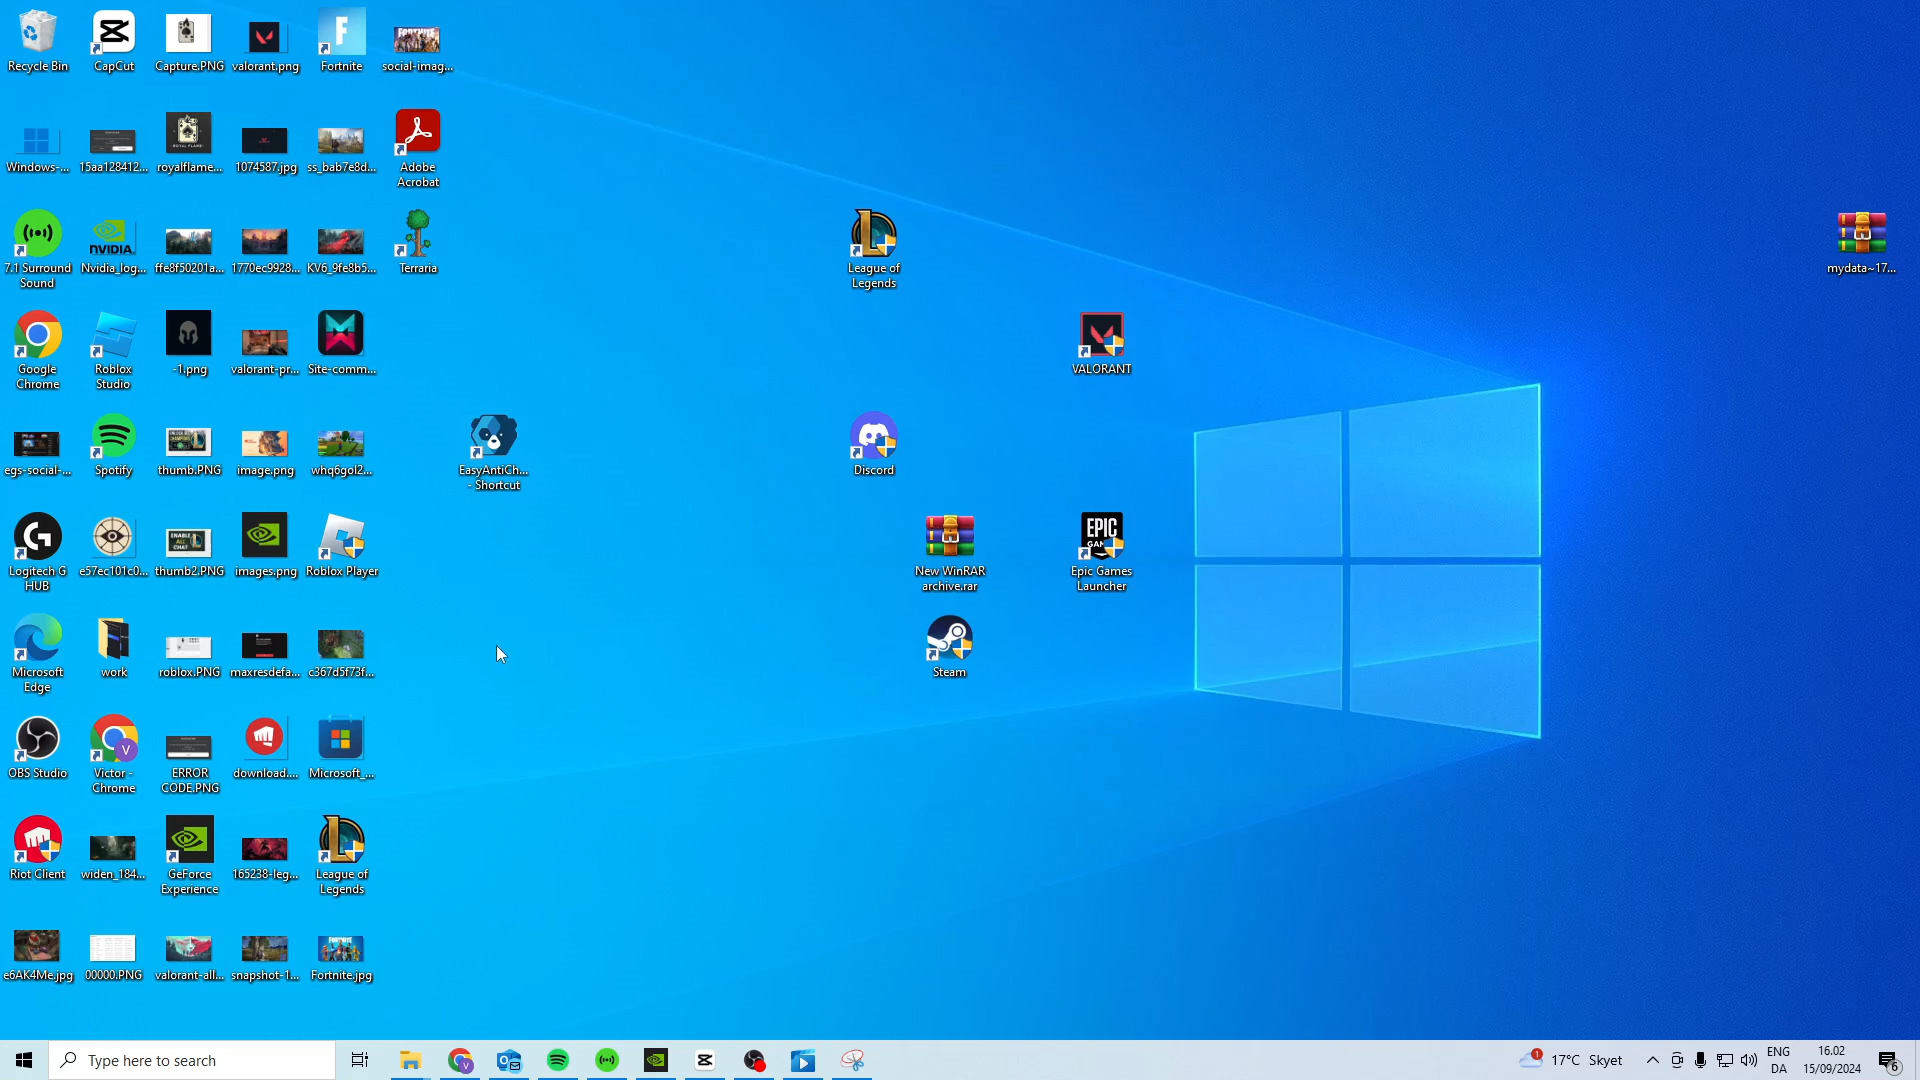 Recycle Bin
CapCut
Capture.PNG
valorant.png
Fortnite
social-imag...
Windows-...
15aa128412...
royalflame...
1074587.jpg
ss_bab7e8d...
Adobe
Acrobat
7.1 Surround
Sound
Nvidia_log...
ffe8f50201a...
1770ec9928...
KV6_9fe8b5...
Terraria
League of
Legends
mydata~17...
Google
Chrome
Roblox
Studio
-1.png
valorant-pr...
Site-comm...
VALORANT
egs-social-...
Spotify
thumb.PNG
image.png
whq6gol2...
EasyAntiCh...
- Shortcut
Discord
Logitech G
HUB
e57ec101c0...
thumb2.PNG
images.png
Roblox Player
New WinRAR
archive.rar
EPIC
Epic Games
Launcher
Microsoft
Edge
work
roblox.PNG
maxresdefa...
c367d5f73f...
Steam
OBS Studio
Victor -
Chrome
ERROR
CODE.PNG
download....
Microsoft_...
Riot Client
widen_184...
GeForce
Experience
165238-leg...
League of
Legends
e6AK4Me.jpg
00000.PNG
valorant-all...
snapshot-1...
Fortnite.jpg
Type here to search
1
17°C Skyet
ENG
DA
16.02
15/09/2024
6